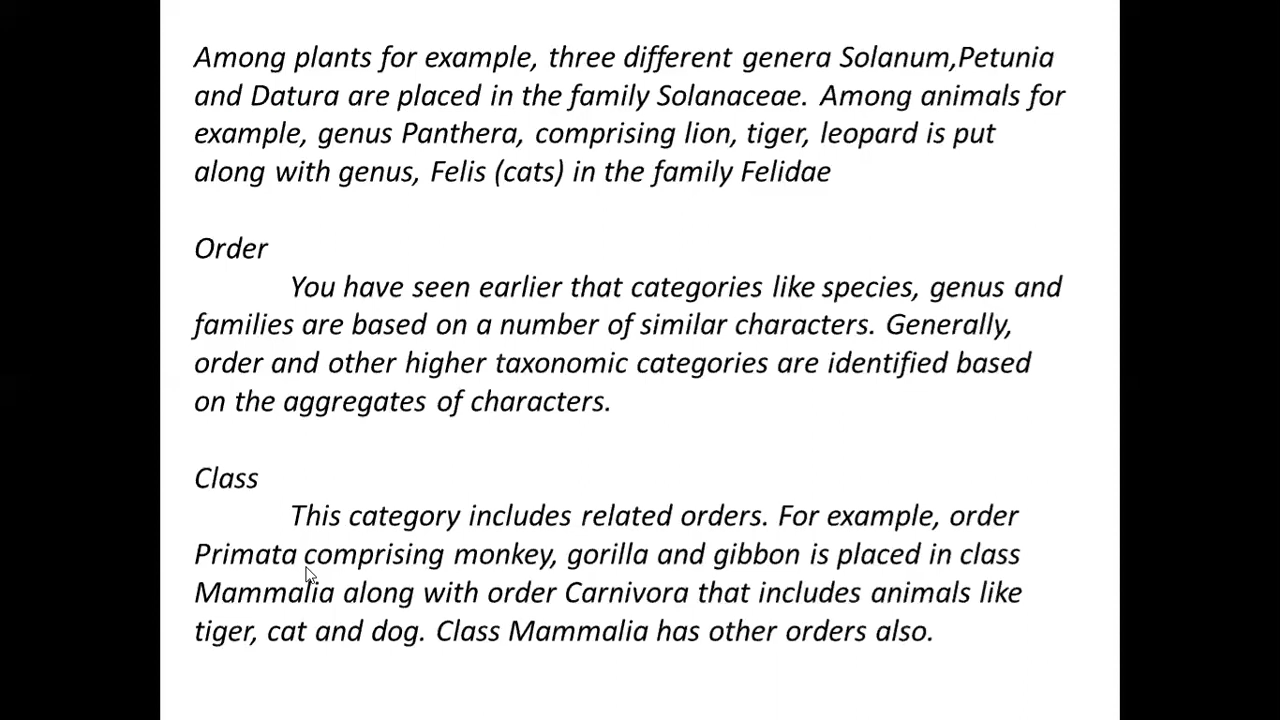 Among plants for example, three different genera Solanum,Petunia
and Datura are placed in the family Solanaceae. Among animals for
example, genus Panthera, comprising lion, tiger, leopard is put
along with genus, Felis (cats) in the family Felidae
Order
You have seen earlier that categories like species, genus and
families are based on a number of similar characters. Generally,
order and other higher taxonomic categories are identified based
on the aggregates of characters.
Class
This category includes related orders. For example, order
Primata comprising monkey, gorilla and gibbon is placed in class
Mammalia along with order Carnivora that includes animals like
tiger, cat and dog. Class Mammalia has other orders also.